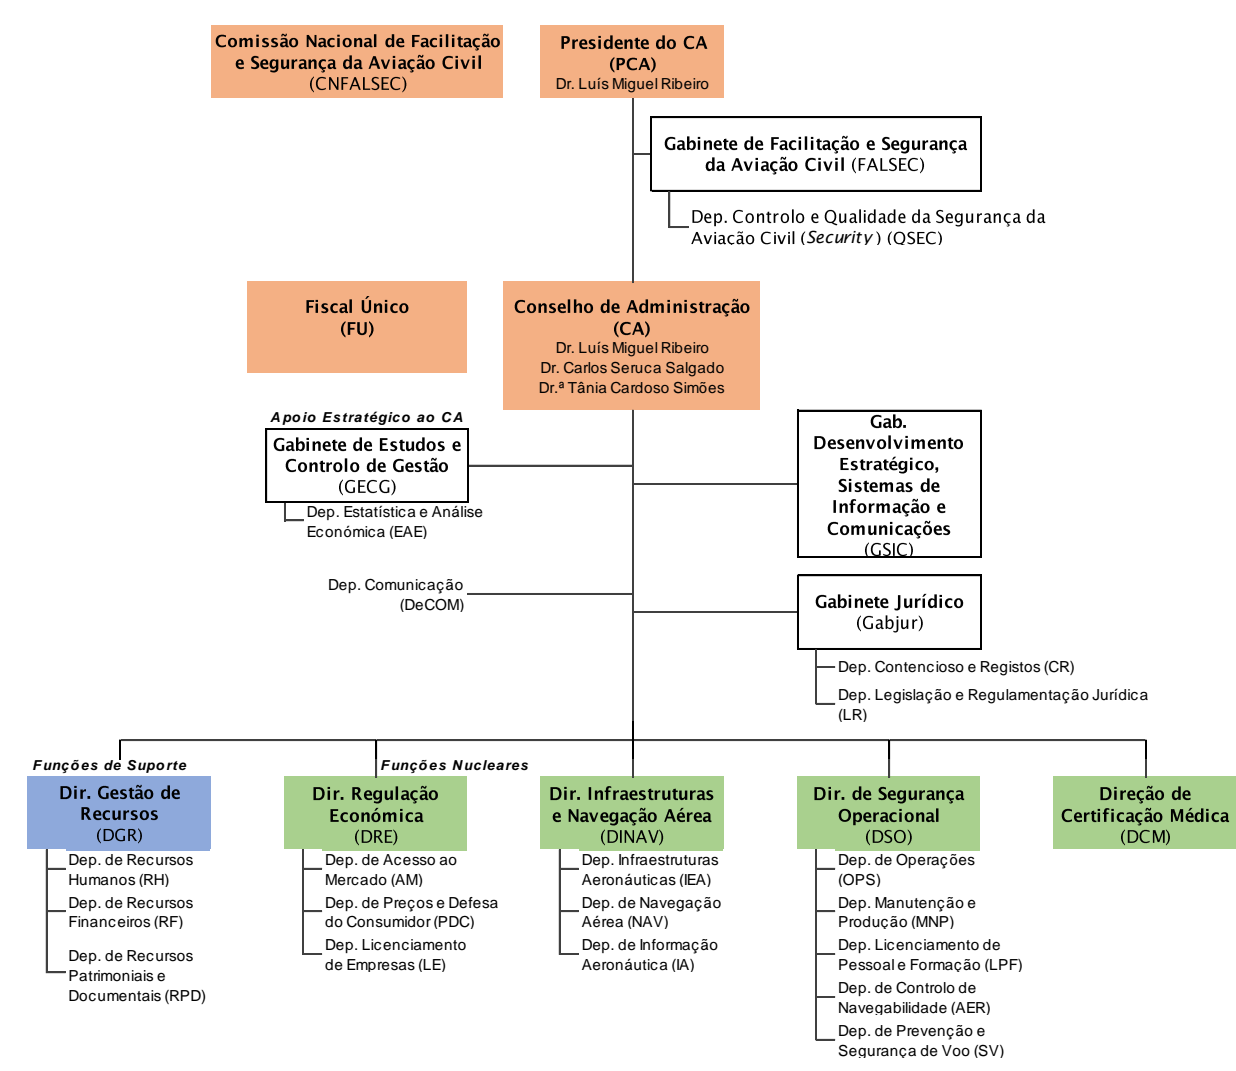 Comissão Nacional de Facilitação
e Segurança da Aviação Civil
(CNFALSEC)
Presidente do CA
(PCA)
Dr. Luís Miguel Ribeiro
Gabinete de Facilitação e Segurança
da Aviação Civil (FALSEC)
Dep. Controlo e Qualidade da Segurança da
Aviação Civil (Security) (QSEC)
Fiscal Único
(FU)
Conselho de Administração
(CA)
Dr. Luís Miguel Ribeiro
Dr. Carlos Seruca Salgado
Dr.ª Tânia Cardoso Simões
Apoio Estratégico ao CA
Gabinete de Estudos e
Controlo de Gestão
(GECG)
Dep. Estatística e Análise
Económica (EAE)
Gab.
Desenvolvimento
Estratégico,
Sistemas de
Informação e
Comunicações
(GSIC)
Dep. Comunicação
(DeCOM)
Gabinete Jurídico
(Gabjur)
Dep. Contencioso e Registos (CR)
Dep. Legislação e Regulamentação Jurídica
(LR)
Funções de Suporte
Funções Nucleares
Dir. Gestão de
Recursos
(DGR)
Dep. de Recursos
Humanos (RH)
Dep. de Recursos
Financeiros (RF)
Dep. de Recursos
Patrimoniais e
Documentais (RPD)
Dir. Regulação
Económica
(DRE)
Dep. de Acesso ao
Mercado (AM)
Dep. de Preços e Defesa
do Consumidor (PDC)
Dep. Licenciamento
de Empresas (LE)
Dir. Infraestruturas
e Navegação Aérea
(DINAV)
Dep. Infraestruturas
Aeronáuticas (IEA)
Dep. de Navegação
Aérea (NAV)
Dep. de Informação
Aeronáutica (IA)
Dir. de Segurança
Operacional
(DSO)
Dep. de Operações
(OPS)
Dep. Manutenção e
Produção (MNP)
Dep. Licenciamento de
Pessoal e Formação (LPF)
Dep. de Controlo de
Navegabilidade (AER)
Dep. de Prevenção e
Segurança de Voo (SV)
Direção de
Certificação Médica
(DCM)